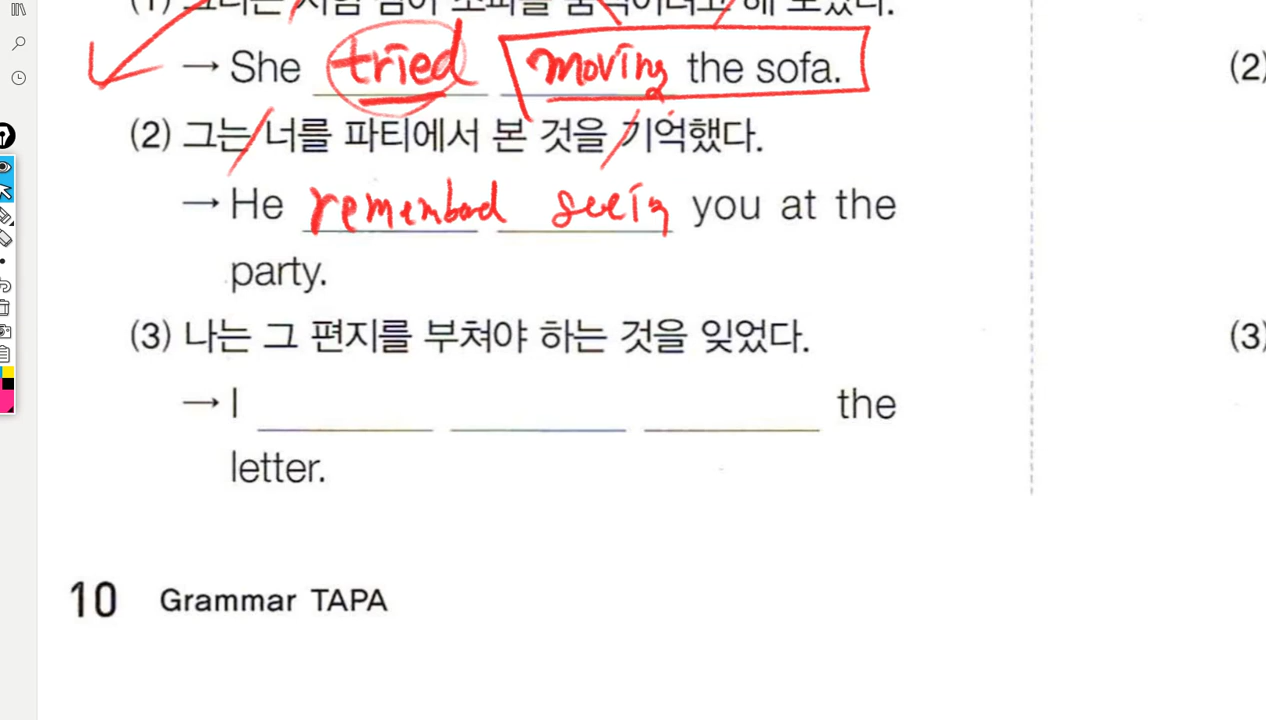 → She tried moving the sofa.
(2) 그는 너를 파티에서 본 것을 기억했다.
(2)
→ He seeing you at the
party.
(3) 나는 그 편지를 부쳐야 하는 것을 잊었다.
(3)
→ I the
letter.
10 Grammar TAPA